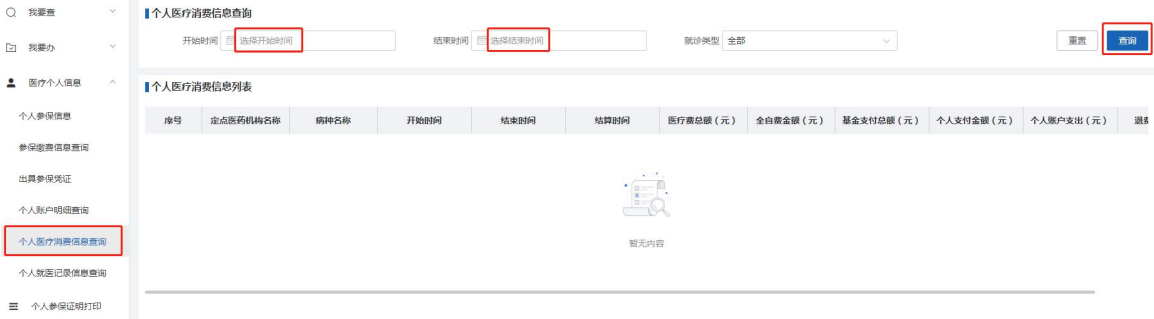 我要查
我要办
医疗个人信息
个人参保信息
参保缴费信息查询
出具参保凭证
个人账户明细查询
个人医疗消费信息查询
个人就医记录信息查询
个人参保证明打印
个人医疗消费信息查询
开始时间 选择开始时间 结束时间 选择结束时间 就诊类型 全部 重置 查询
个人医疗消费信息列表
序号 定点医药机构名称 病种名称 开始时间 结束时间 结算时间 医疗费总额（元） 全自费金额（元） 基金支付总额（元） 个人支付金额（元） 个人账户支出（元） 退费
暂无内容